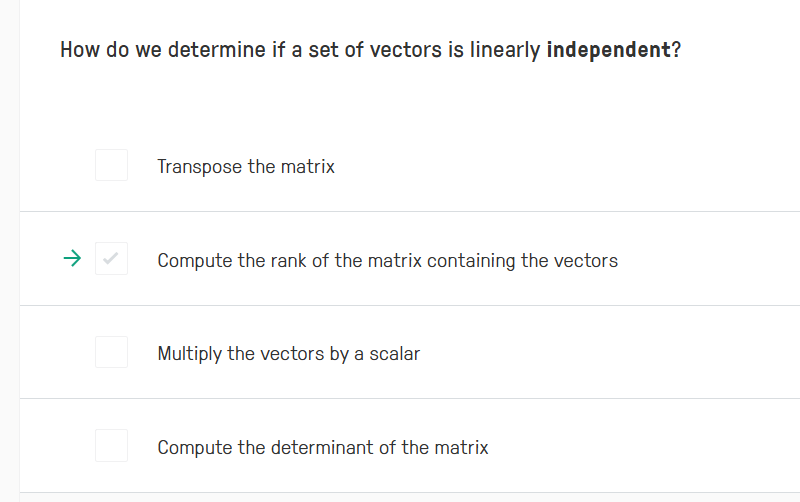 How do we determine if a set of vectors is linearly independent?
Transpose the matrix
Compute the rank of the matrix containing the vectors
Multiply the vectors by a scalar
Compute the determinant of the matrix